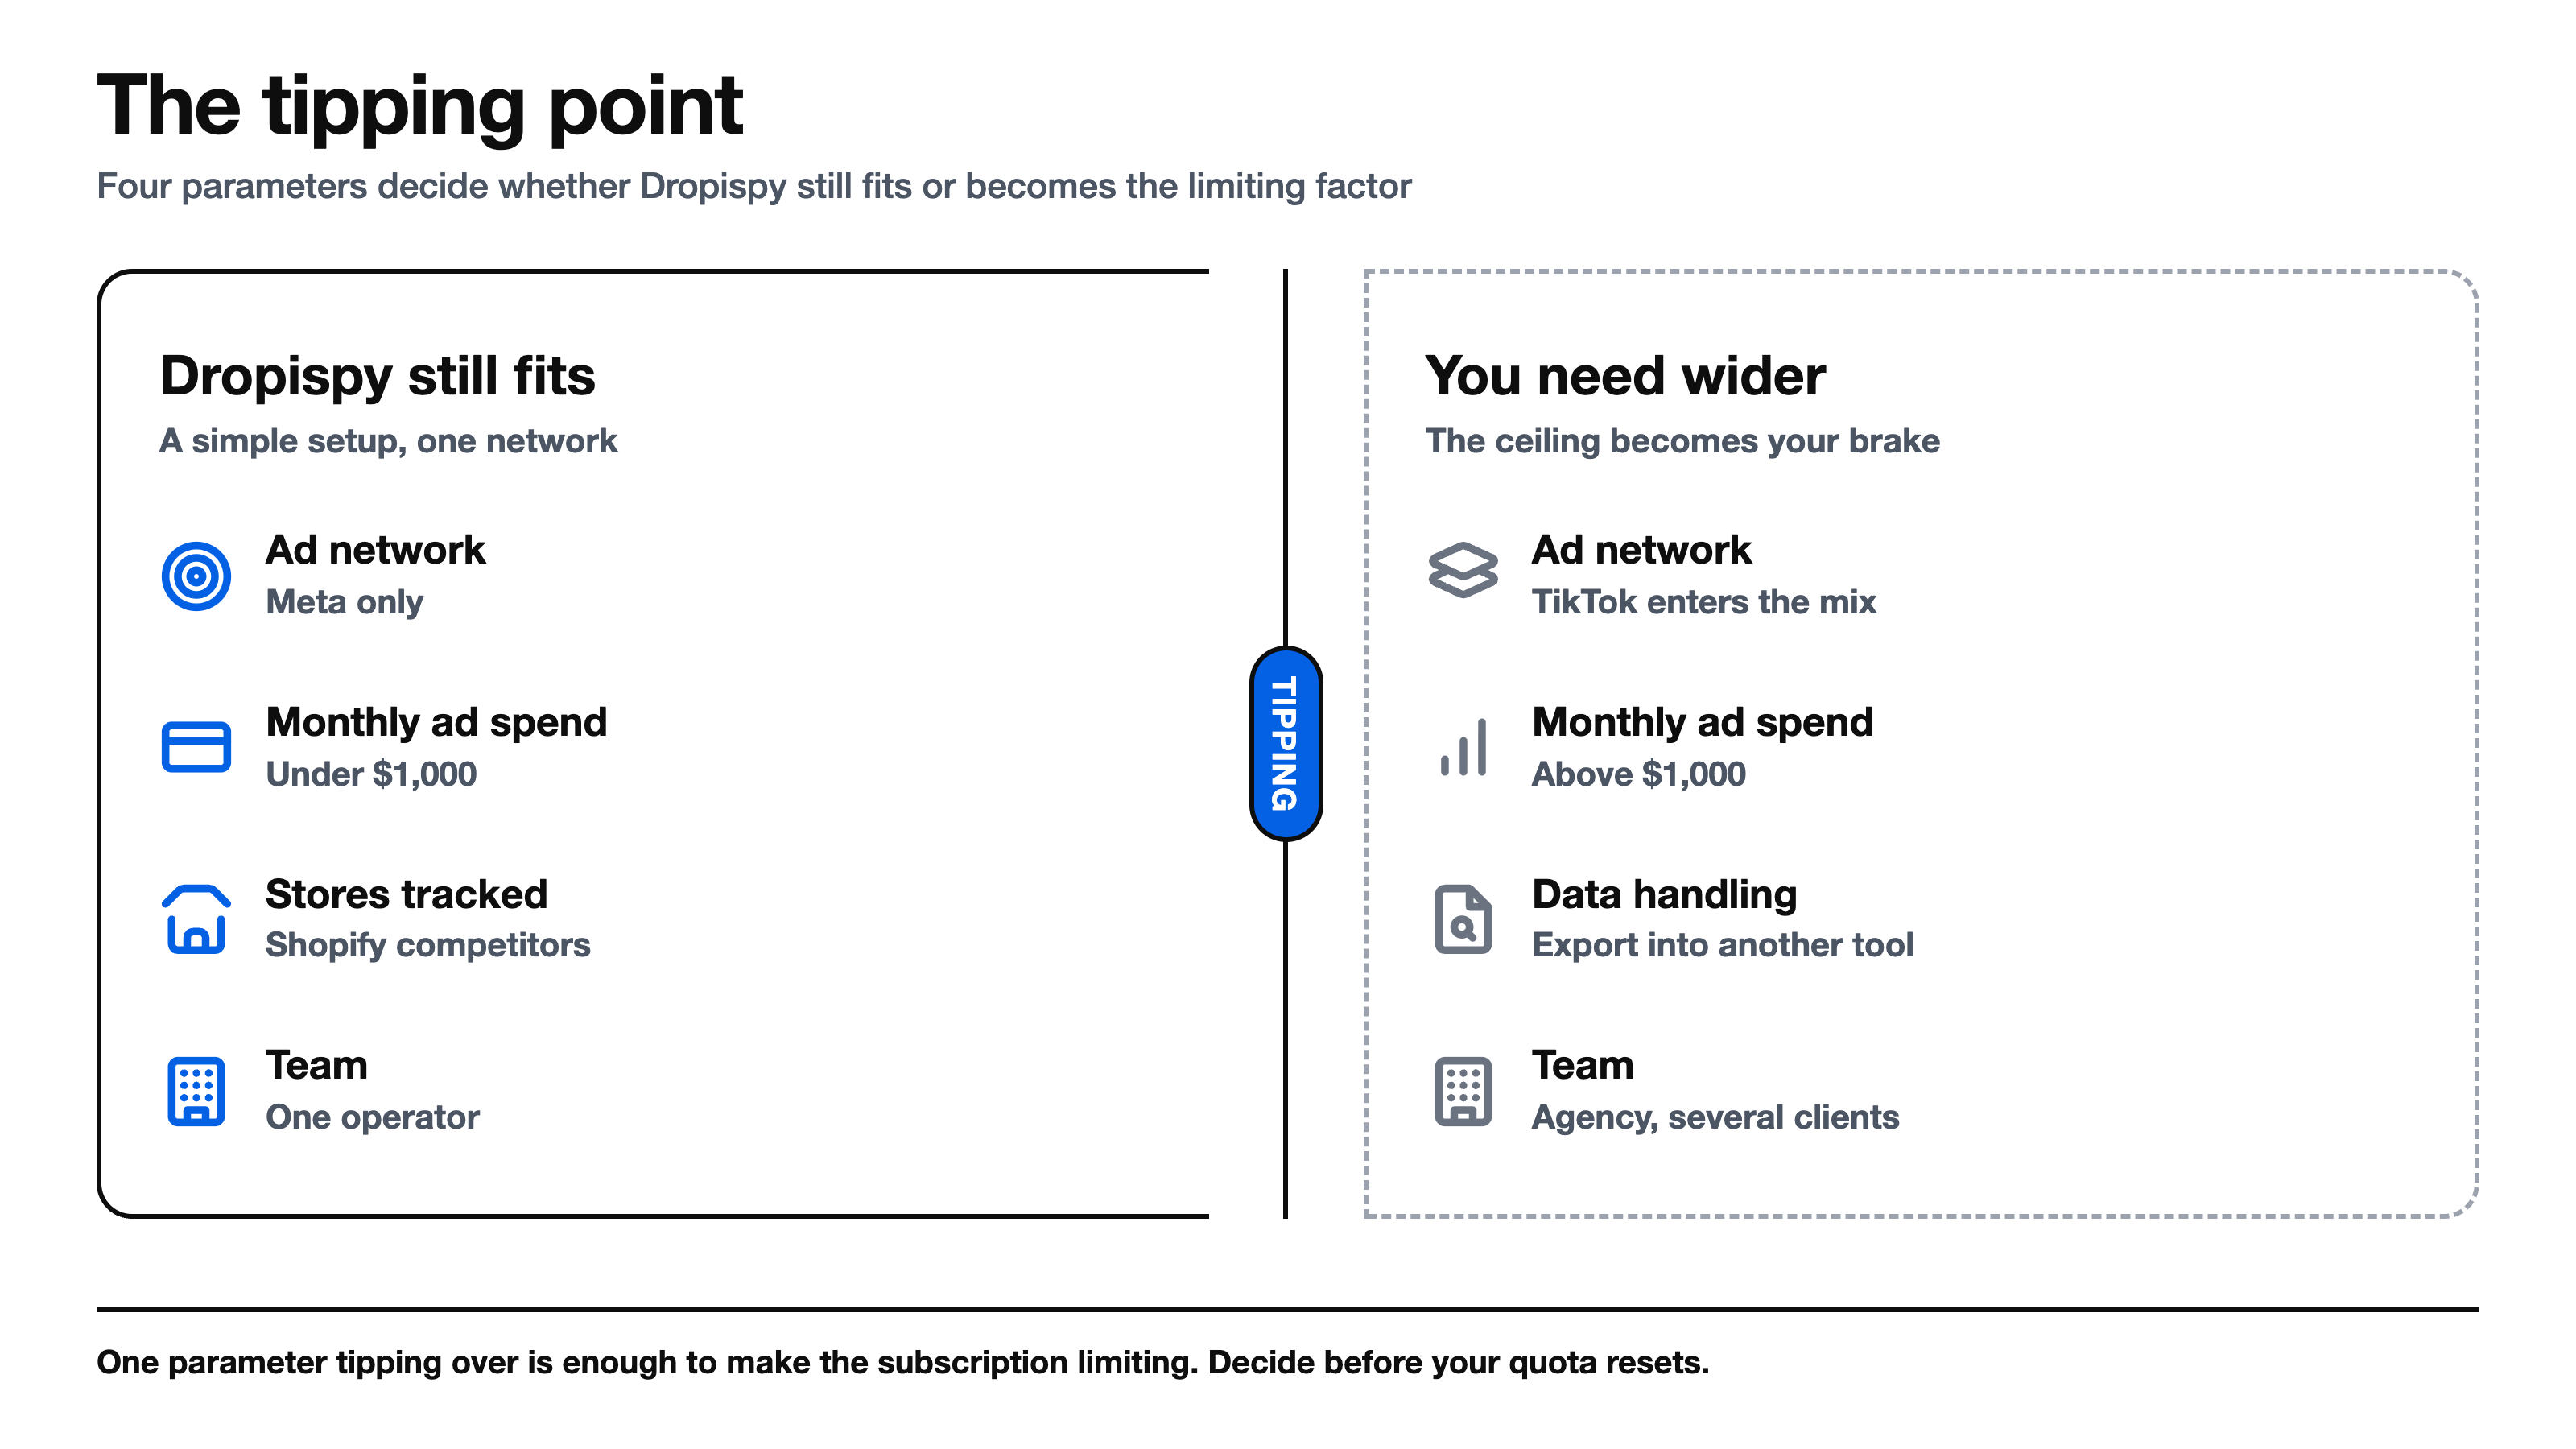 The tipping point
Four parameters decide whether Dropispy still fits or becomes the limiting factor
Dropispy still fits
A simple setup, one network
Ad network
Meta only
Monthly ad spend
Under $1,000
Stores tracked
Shopify competitors
Team
One operator
TIPPING
You need wider
The ceiling becomes your brake
Ad network
TikTok enters the mix
Monthly ad spend
Above $1,000
Data handling
Export into another tool
Team
Agency, several clients
One parameter tipping over is enough to make the subscription limiting. Decide before your quota resets.